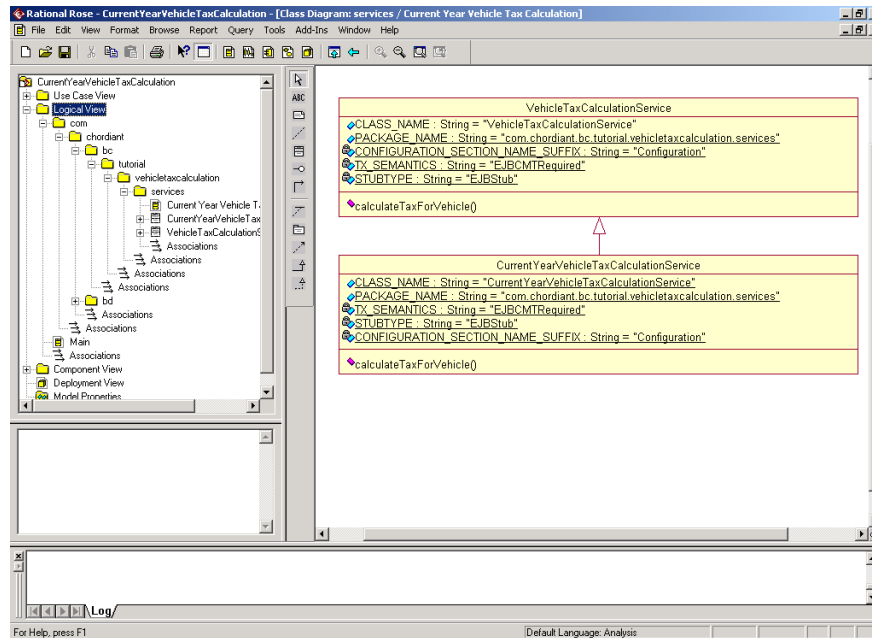 Rational Rose - CurrentYearVehicleTaxCalculation - [Class Diagram: services / Current Year Vehicle Tax Calculation]
File Edit View Format Browse Report Query Tools Add-Ins Window Help
CurrentYearVehicleTaxCalculation
Use Case View
Logical View
com
chordiant
bc
tutorial
vehicletaxcalculation
services
Current Year Vehicle T
CurrentYearVehicleTax
VehicleTaxCalculationS
Associations
Associations
Associations
Associations
bd
Associations
Associations
Main
Associations
Component View
Deployment View
Model Properties
ABC
VehicleTaxCalculationService
CLASS_NAME : String = "VehicleTaxCalculationService"
PACKAGE_NAME : String = "com.chordiant.bc.tutorial.vehicletaxcalculation.services"
CONFIGURATION_SECTION_NAME_SUFFIX : String = "Configuration"
TX_SEMANTICS : String = "EJBCMTRequired"
STUBTYPE : String = "EJBStub"
calculateTaxForVehicle()
CurrentYearVehicleTaxCalculationService
CLASS_NAME : String = "CurrentYearVehicleTaxCalculationService"
PACKAGE_NAME : String = "com.chordiant.bc.tutorial.vehicletaxcalculation.services"
TX_SEMANTICS : String = "EJBCMTRequired"
STUBTYPE : String = "EJBStub"
CONFIGURATION_SECTION_NAME_SUFFIX : String = "Configuration"
calculateTaxForVehicle()
Log
For Help, press F1
Default Language: Analysis